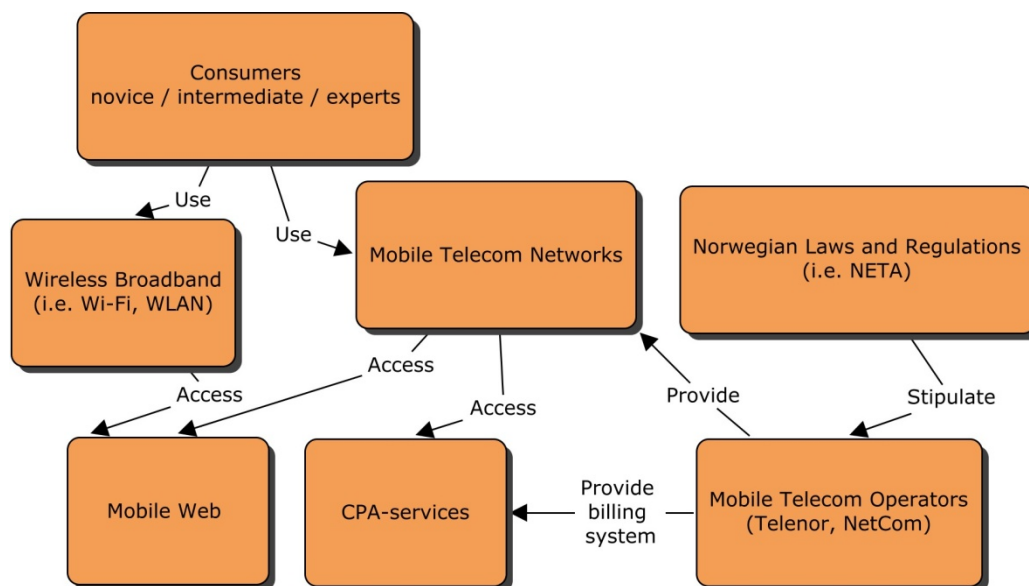 Consumers
novice / intermediate / experts
Use
Use
Wireless Broadband
(i.e. Wi-Fi, WLAN)
Mobile Telecom Networks
Norwegian Laws and Regulations
(i.e. NETA)
Access
Access
Access
Provide
Stipulate
Mobile Web
CPA-services
Provide
billing
system
Mobile Telecom Operators
(Telenor, NetCom)